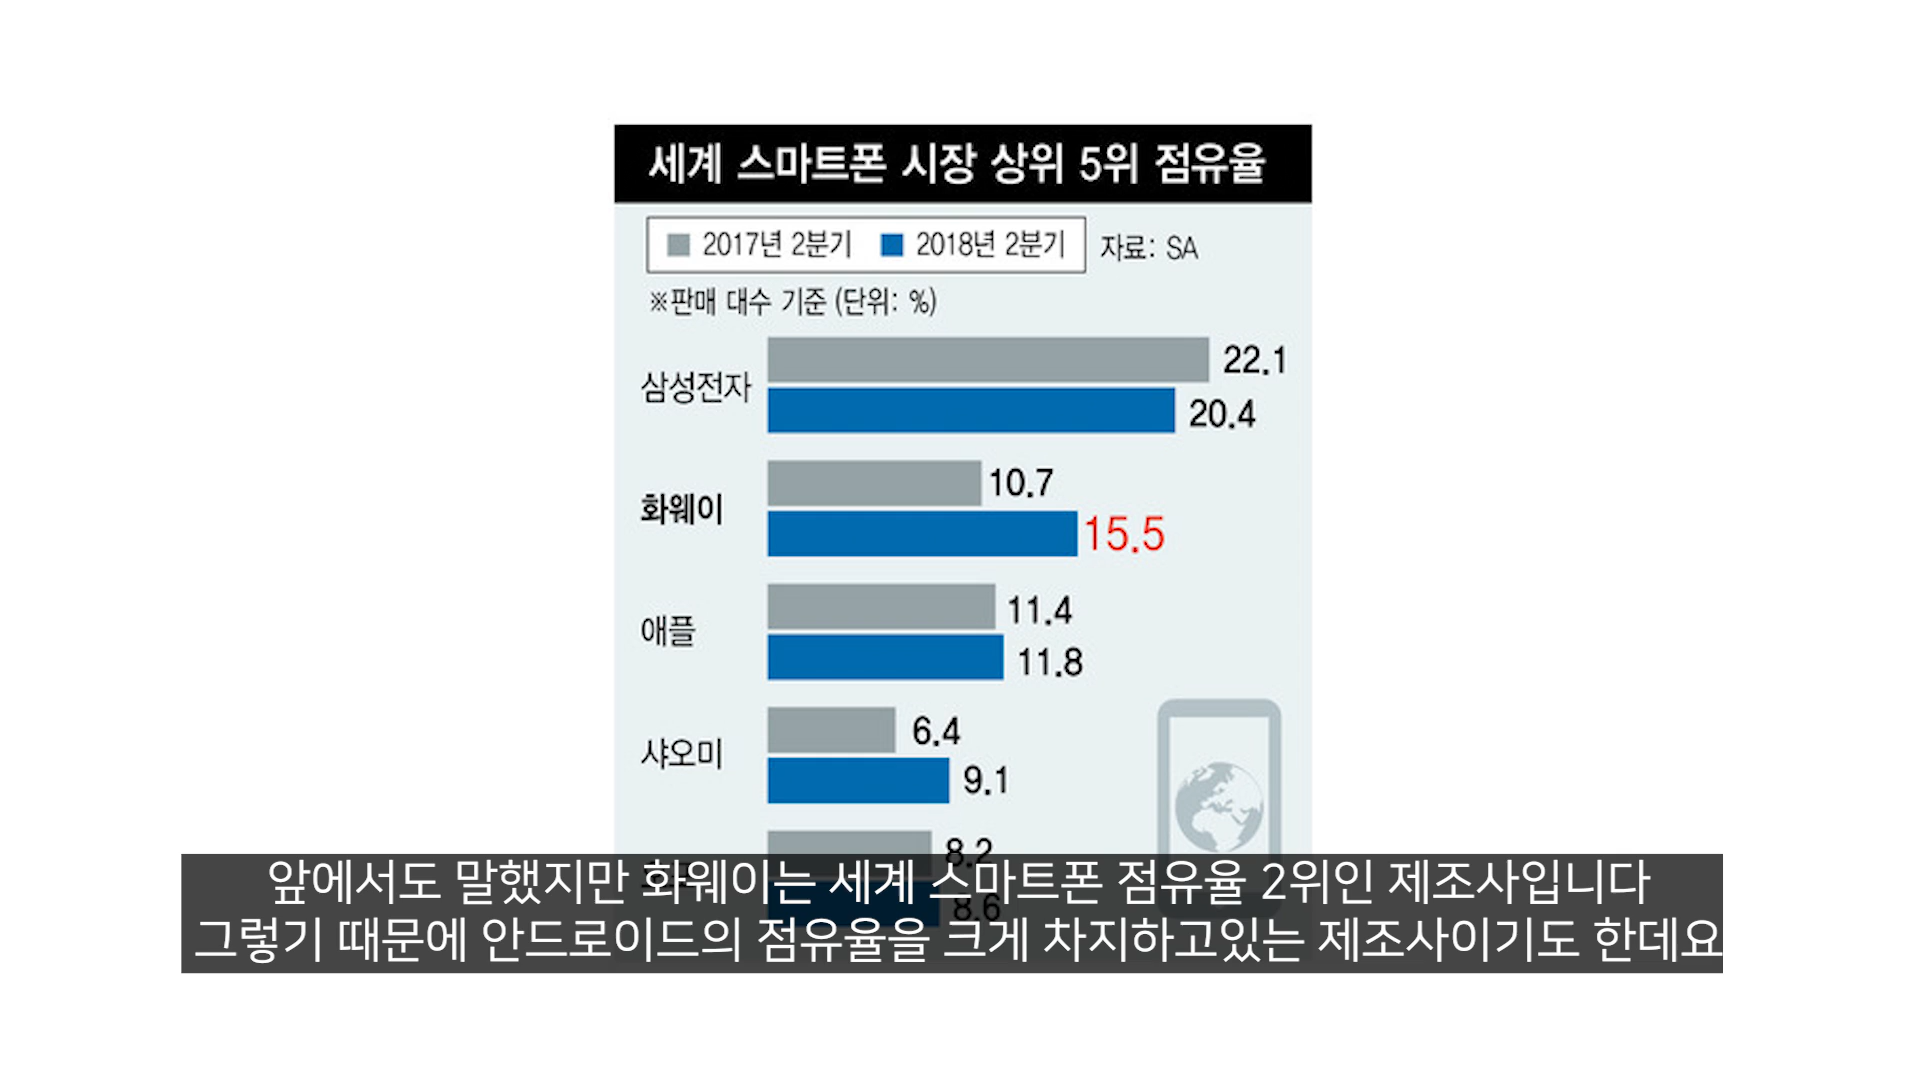 세계 스마트폰 시장 상위 5위 점유율
2017년 2분기 2018년 2분기 자료: SA
※판매 대수 기준 (단위: %)
22.1
삼성전자
20.4
10.7
화웨이
15.5
11.4
애플
11.8
6.4
샤오미
9.1
8.2
8.6
앞에서도 말했지만 화웨이는 세계 스마트폰 점유율 2위인 제조사입니다
그렇기 때문에 안드로이드의 점유율을 크게 차지하고있는 제조사이기도 한데요